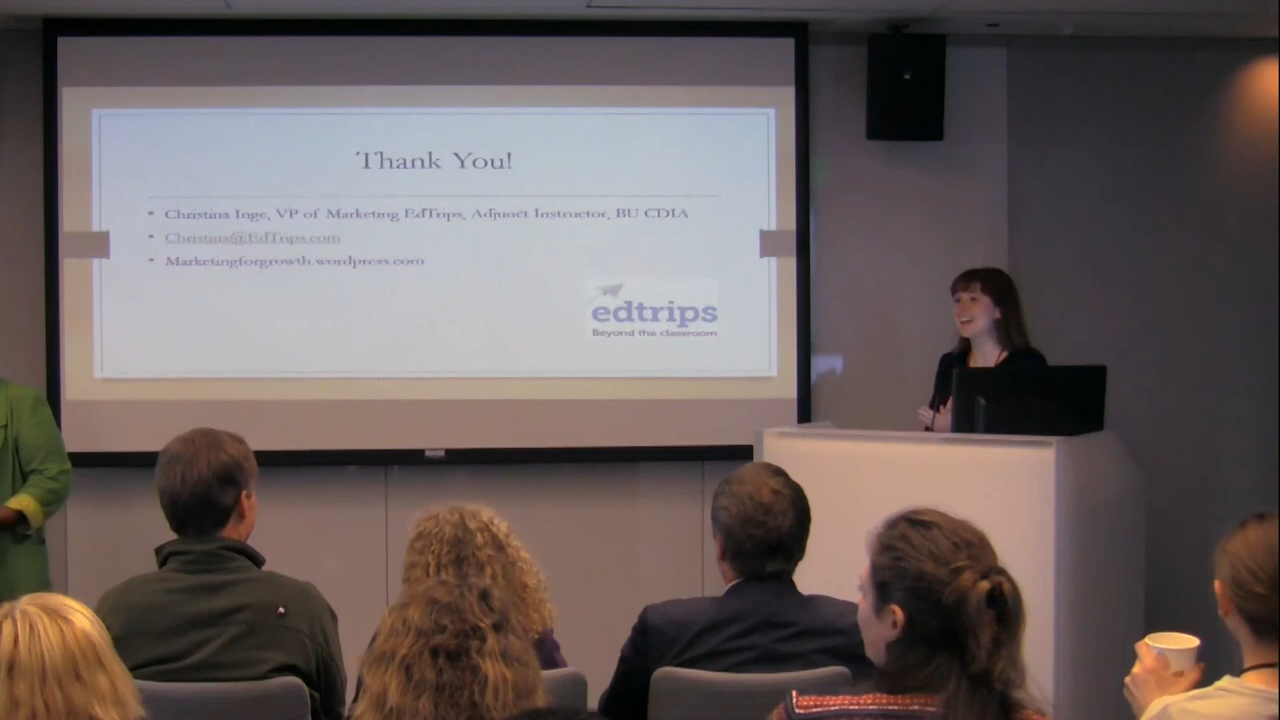 Thank You!
Christina Inge, VP of Marketing EdTrips, Adjunct Instructor, BU CDIA
Christina@EdTrips.com
Marketingforgrowth.wordpress.com
edtrips
Beyond the classroom